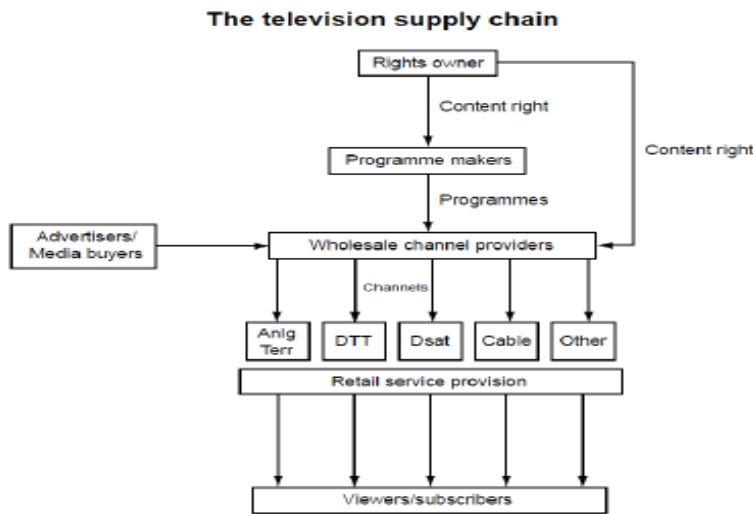 The television supply chain
Rights owner
Content right
Content right
Programme makers
Programmes
Advertisers/
Media buyers
Wholesale channel providers
Channels
Anlg
Terr
DTT
Dsat
Cable
Other
Retail service provision
Viewers/subscribers